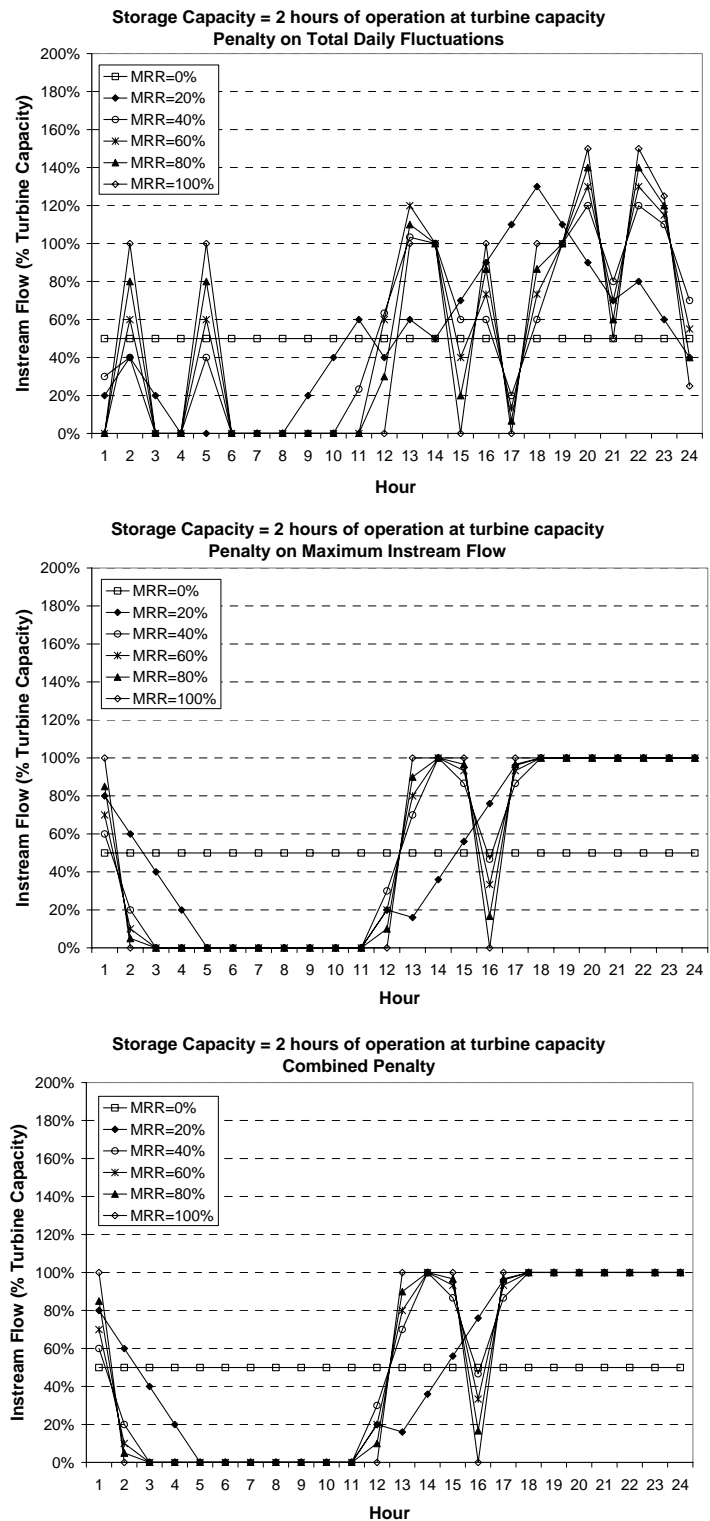 Storage Capacity = 2 hours of operation at turbine capacity
Penalty on Total Daily Fluctuations
Instream Flow (% Turbine Capacity)
200%
180%
160%
140%
120%
100%
80%
60%
40%
20%
0%
MRR=0%
MRR=20%
MRR=40%
MRR=60%
MRR=80%
MRR=100%
1 2 3 4 5 6 7 8 9 10 11 12 13 14 15 16 17 18 19 20 21 22 23 24
Hour
Storage Capacity = 2 hours of operation at turbine capacity
Penalty on Maximum Instream Flow
Instream Flow (% Turbine Capacity)
200%
180%
160%
140%
120%
100%
80%
60%
40%
20%
0%
MRR=0%
MRR=20%
MRR=40%
MRR=60%
MRR=80%
MRR=100%
1 2 3 4 5 6 7 8 9 10 11 12 13 14 15 16 17 18 19 20 21 22 23 24
Hour
Storage Capacity = 2 hours of operation at turbine capacity
Combined Penalty
Instream Flow (% Turbine Capacity)
200%
180%
160%
140%
120%
100%
80%
60%
40%
20%
0%
MRR=0%
MRR=20%
MRR=40%
MRR=60%
MRR=80%
MRR=100%
1 2 3 4 5 6 7 8 9 10 11 12 13 14 15 16 17 18 19 20 21 22 23 24
Hour